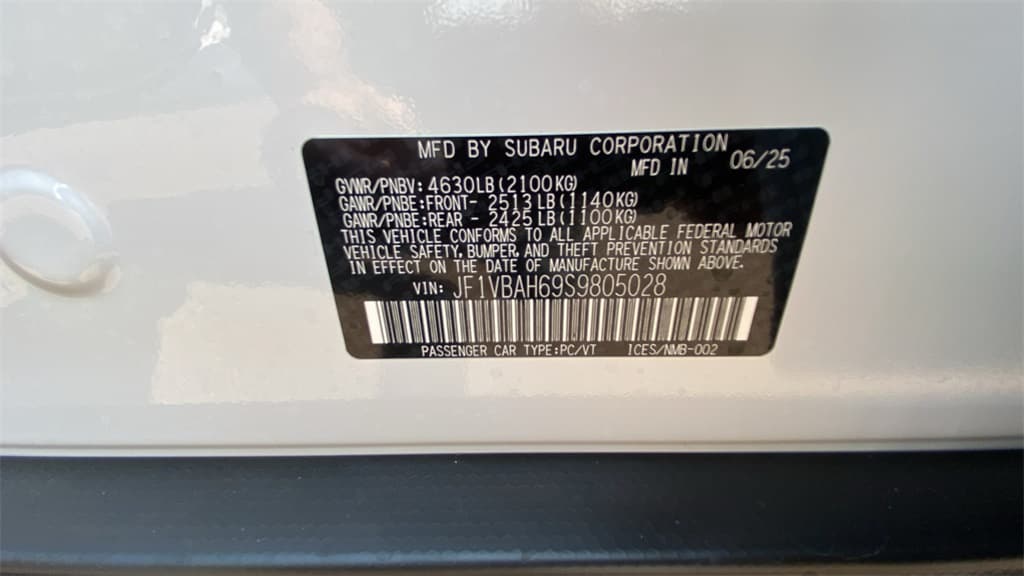 MFD BY SUBARU CORPORATION
MFD IN 06/25
GVWR/PNBV: 4630LB(2100KG)
GAWR/PNBE:FRONT- 2513LB(1140KG)
GAWR/PNBE:REAR - 2425LB(1100KG)
THIS VEHICLE CONFORMS TO ALL APPLICABLE FEDERAL MOTOR
VEHICLE SAFETY, BUMPER, AND THEFT PREVENTION STANDARDS
IN EFFECT ON THE DATE OF MANUFACTURE SHOWN ABOVE.
VIN: JF1VBAH69S9805028
PASSENGER CAR TYPE:PC/VT ICES/NMB-002